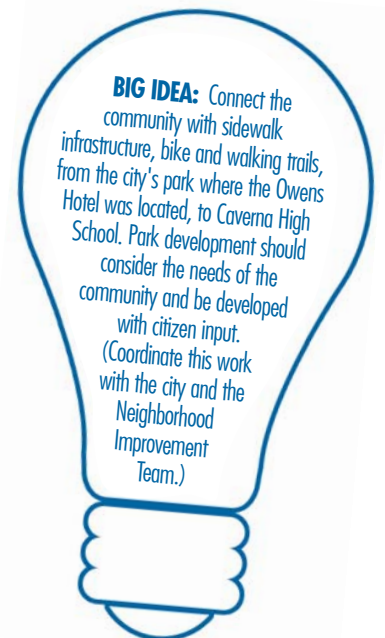 BIG IDEA: Connect the
community with sidewalk
infrastructure, bike and walking trails,
from the city's park where the Owens
Hotel was located, to Caverna High
School. Park development should
consider the needs of the
community and be developed
with citizen input.
(Coordinate this work
with the city and the
Neighborhood
Improvement
Team.)